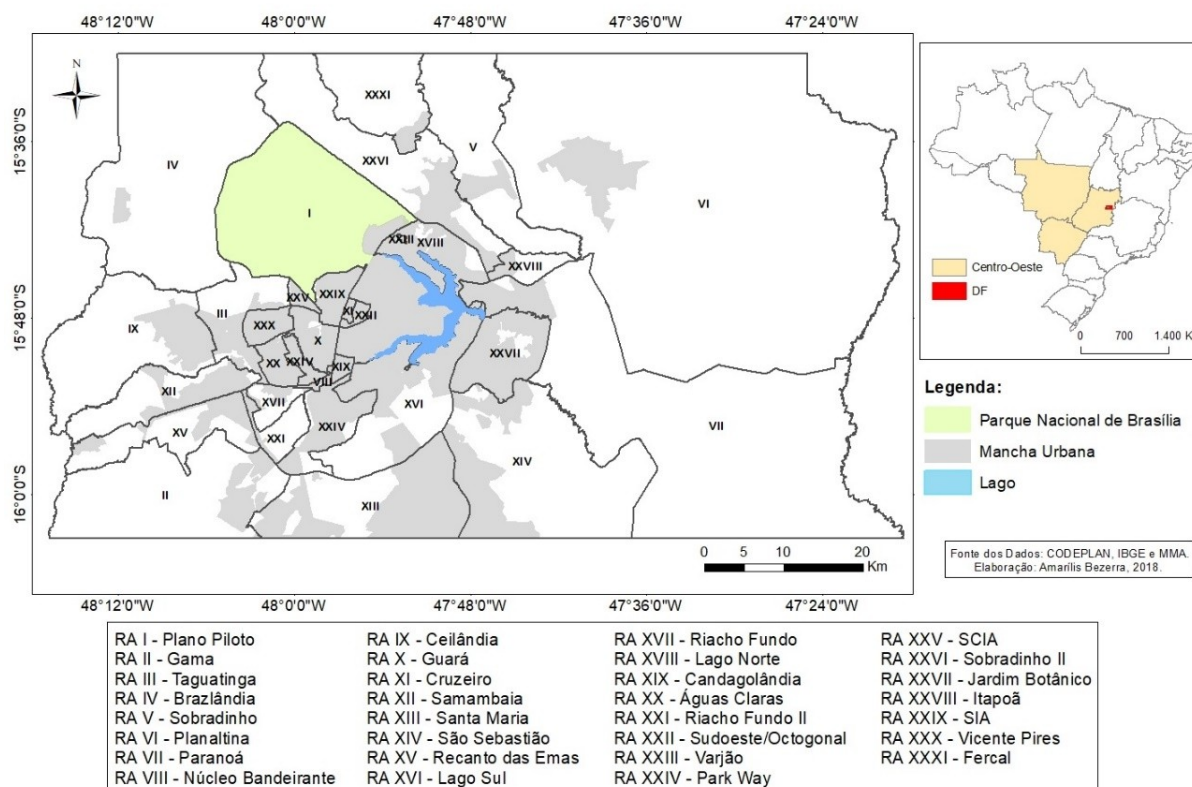 48°12'0"W 48°0'0"W 47°48'0"W 47°36'0"W 47°24'0"W
N
15°36'0"S
15°48'0"S
16°0'0"S
XXXI
IV
XXVI
V
I
VI
XVIII
XXVIII
XXV
XXIX
III
IX
XXX
XI
XXII
X
XXVII
XX
XXIV
XIX
VIII
XII
XVII
XVI
XV
XXI
XXIV
VII
XIV
II
XIII
0 5 10 20
Km
48°12'0"W 48°0'0"W 47°48'0"W 47°36'0"W 47°24'0"W
Centro-Oeste
DF
0 700 1.400 K
Legenda:
Parque Nacional de Brasília
Mancha Urbana
Lago
Fonte dos Dados: CODEPLAN, IBGE e MMA.
Elaboração: Amarílis Bezerra, 2018.
RA I - Plano Piloto
RA II - Gama
RA III - Taguatinga
RA IV - Brazlândia
RA V - Sobradinho
RA VI - Planaltina
RA VII - Paranoá
RA VIII - Núcleo Bandeirante
RA IX - Ceilândia
RA X - Guará
RA XI - Cruzeiro
RA XII - Samambaia
RA XIII - Santa Maria
RA XIV - São Sebastião
RA XV - Recanto das Emas
RA XVI - Lago Sul
RA XVII - Riacho Fundo
RA XVIII - Lago Norte
RA XIX - Candagolândia
RA XX - Águas Claras
RA XXI - Riacho Fundo II
RA XXII - Sudoeste/Octogonal
RA XXIII - Varjão
RA XXIV - Park Way
RA XXV - SCIA
RA XXVI - Sobradinho II
RA XXVII - Jardim Botânico
RA XXVIII - Itapoã
RA XXIX - SIA
RA XXX - Vicente Pires
RA XXXI - Fercal